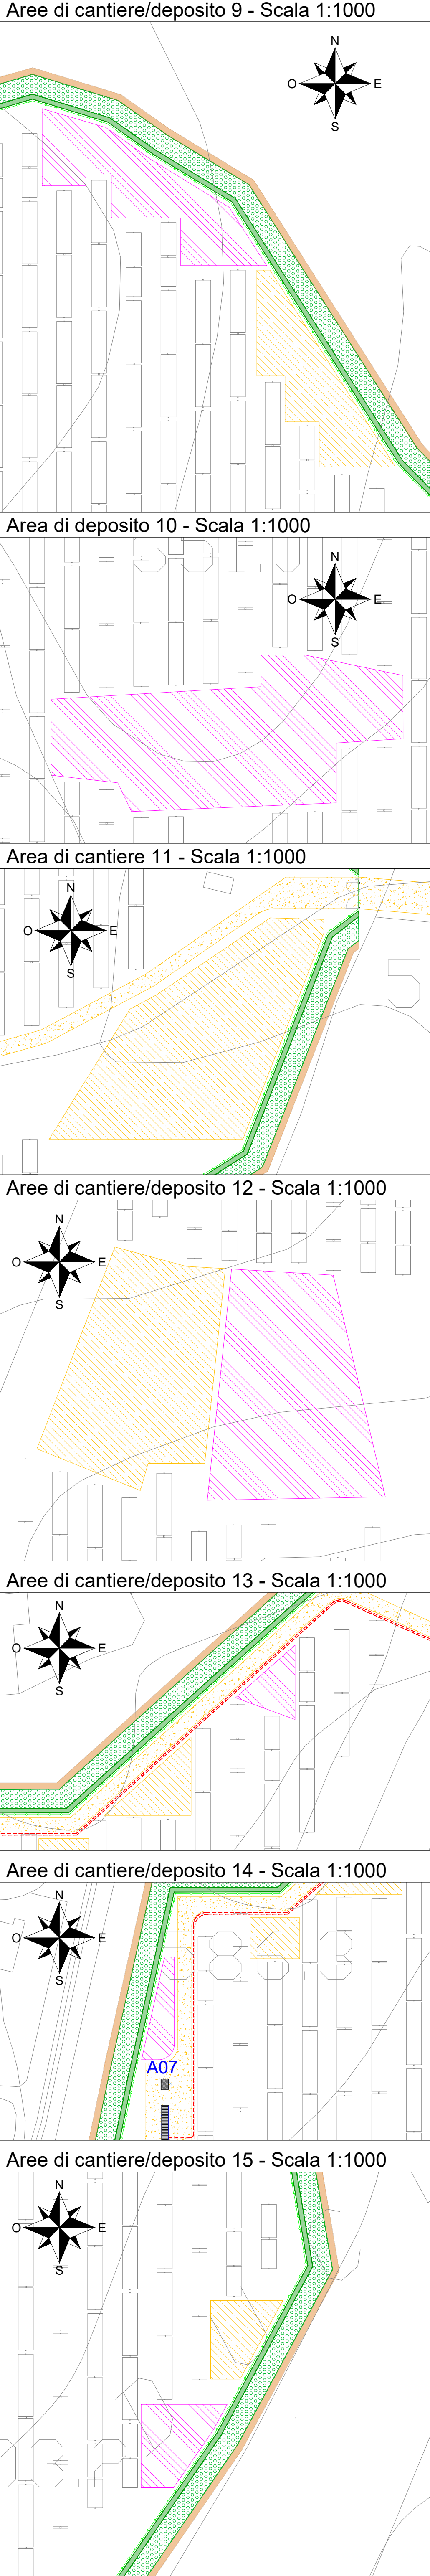 Aree di cantiere/deposito 9 - Scala 1:1000
N
O E
S
Area di deposito 10 - Scala 1:1000
N
O E
S
Area di cantiere 11 - Scala 1:1000
N
O E
S
Aree di cantiere/deposito 12 - Scala 1:1000
N
O E
S
Aree di cantiere/deposito 13 - Scala 1:1000
N
O E
S
Aree di cantiere/deposito 14 - Scala 1:1000
N
O E
S
A07
Aree di cantiere/deposito 15 - Scala 1:1000
N
O E
S